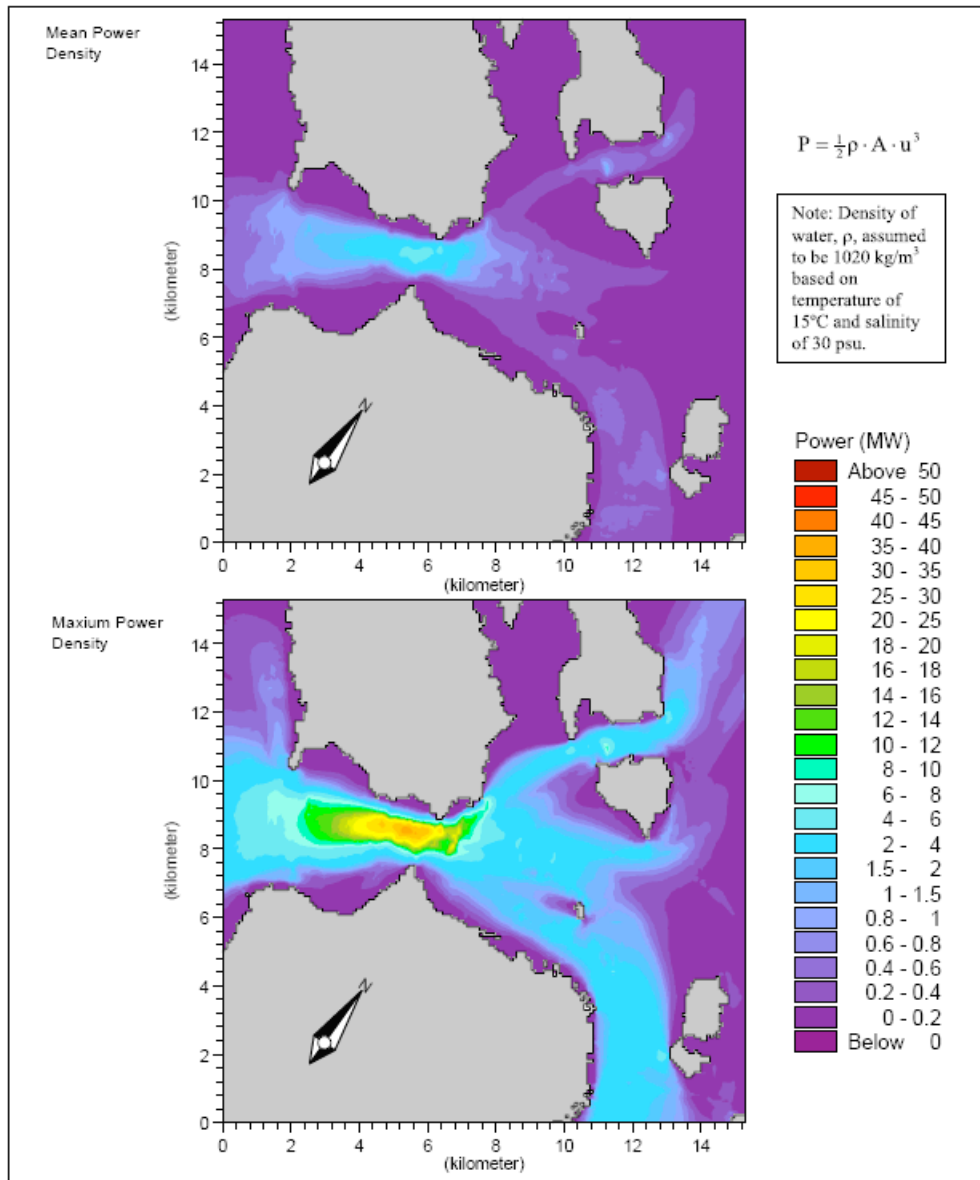 Mean Power
Density
14
12
10
8
6
4
2
0
(kilometer)
N
0 2 4 6 8 10 12 14
(kilometer)
P = ½ρ · A · u³
Note: Density of
water, ρ, assumed
to be 1020 kg/m³
based on
temperature of
15°C and salinity
of 30 psu.
Maxium Power
Density
14
12
10
8
6
4
2
0
(kilometer)
N
0 2 4 6 8 10 12 14
(kilometer)
Power (MW)
Above 50
45 - 50
40 - 45
35 - 40
30 - 35
25 - 30
20 - 25
18 - 20
16 - 18
14 - 16
12 - 14
10 - 12
8 - 10
6 - 8
4 - 6
2 - 4
1.5 - 2
1 - 1.5
0.8 - 1
0.6 - 0.8
0.4 - 0.6
0.2 - 0.4
0 - 0.2
Below 0